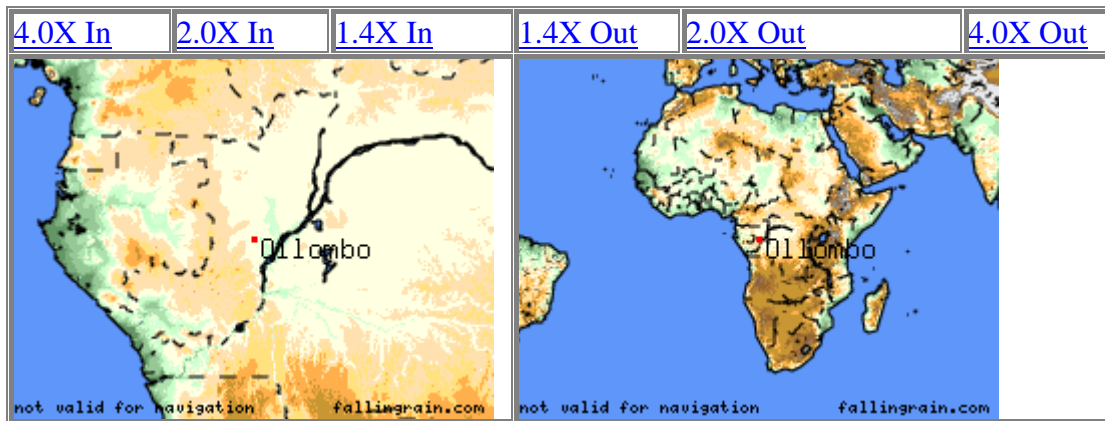 4.0X In 2.0X In 1.4X In 1.4X Out 2.0X Out 4.0X Out
Ollombo Ollombo
not valid for navigation fallingrain.com not valid for navigation fallingrain.com